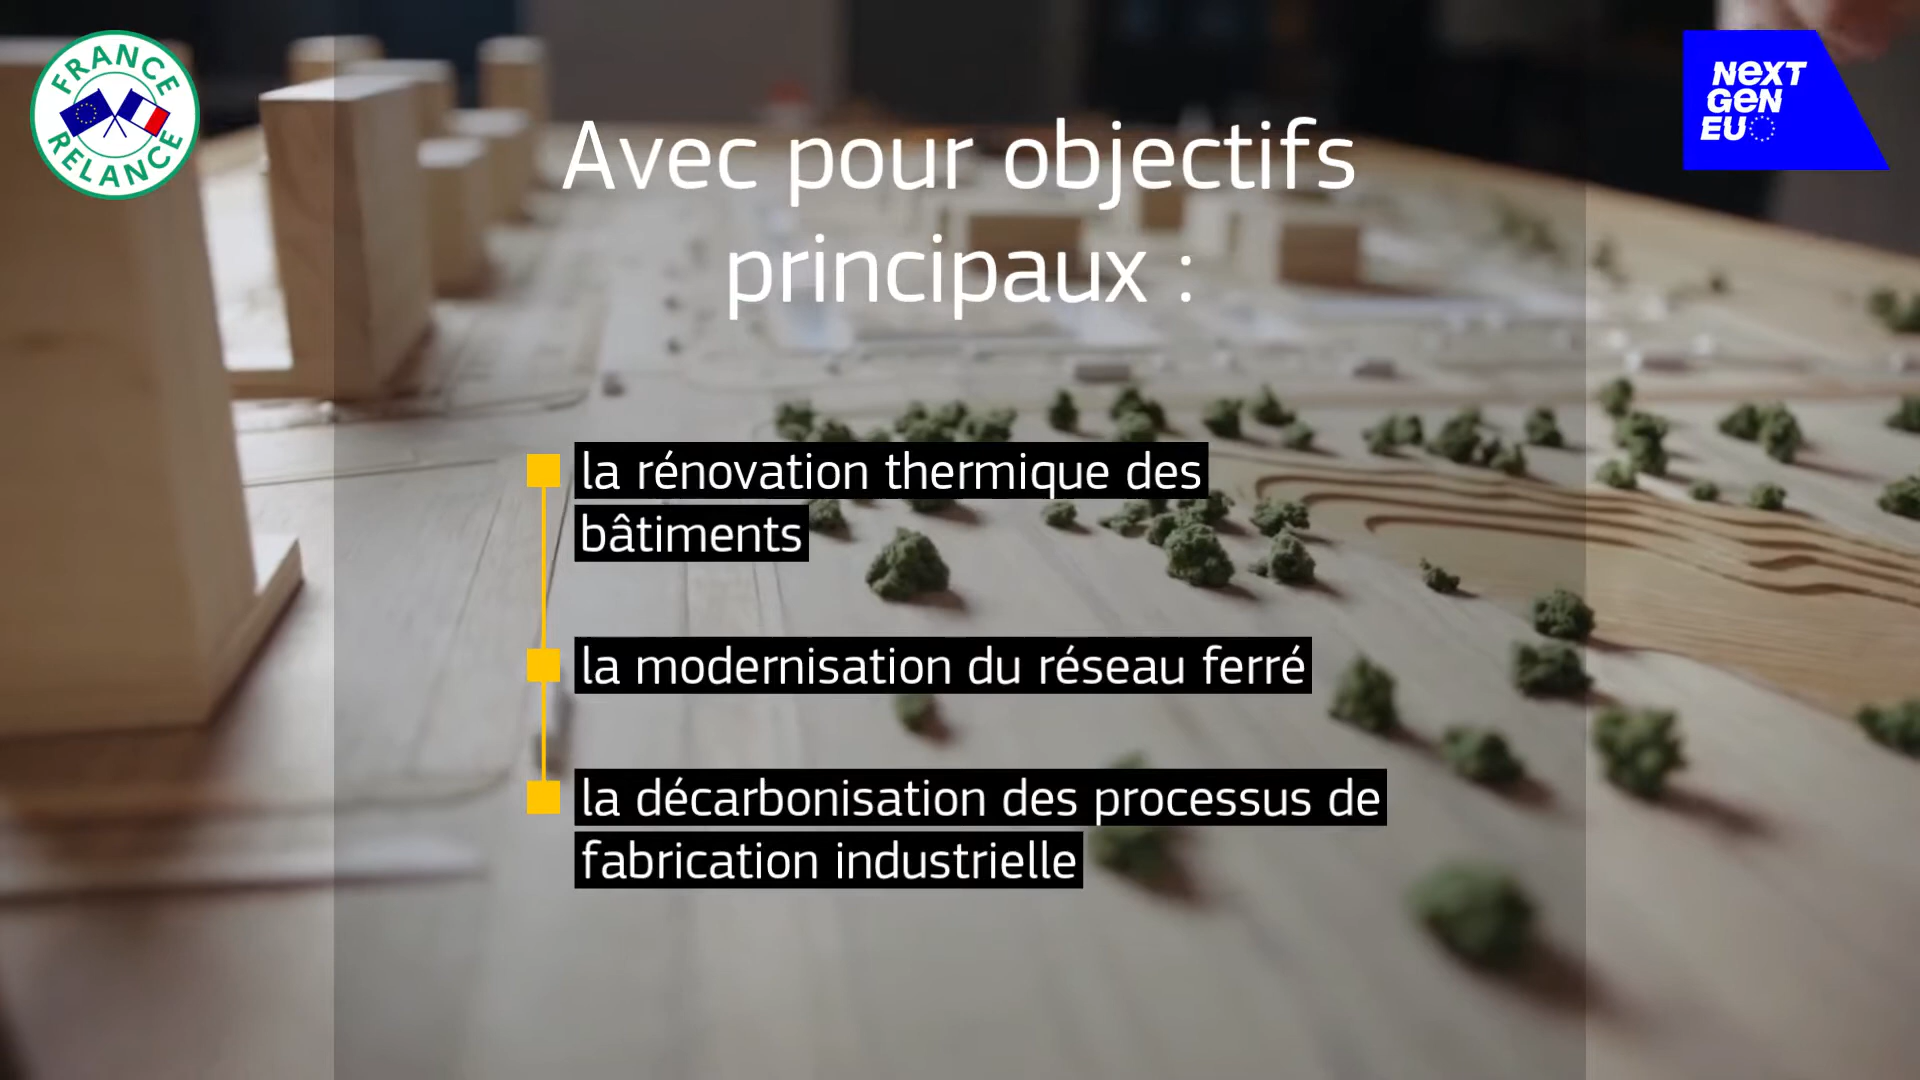 FRANCE
RELANCE
NEXT
GEN
EU
Avec pour objectifs
principaux :
la rénovation thermique des
bâtiments
la modernisation du réseau ferré
la décarbonisation des processus de
fabrication industrielle